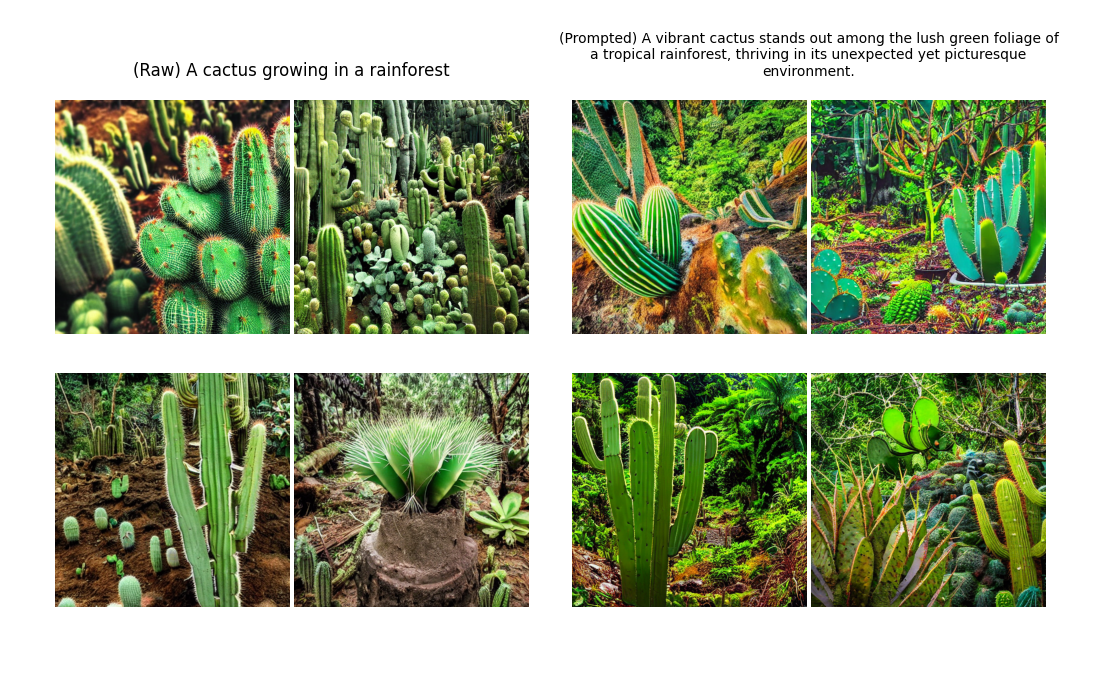 (Raw) A cactus growing in a rainforest
(Prompted) A vibrant cactus stands out among the lush green foliage of
a tropical rainforest, thriving in its unexpected yet picturesque
environment.